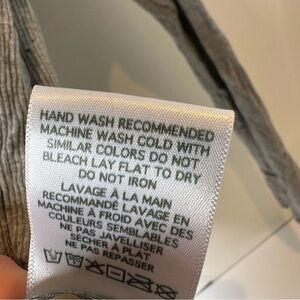 HAND WASH RECOMMENDED
MACHINE WASH COLD WITH
SIMILAR COLORS DO NOT
BLEACH LAY FLAT TO DRY
DO NOT IRON
LAVAGE À LA MAIN
RECOMMANDÉ LAVAGE EN
MACHINE A FROID AVEC DES
COULEURS SEMBLABLES
NE PAS JAVELLISER
SÉCHER À PLAT
NE PAS REPASSER